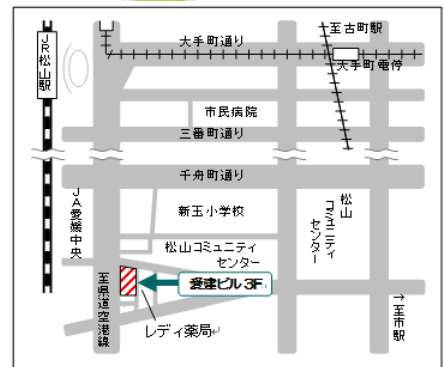 至古町駅
大手町通り
大手町電停
JR松山駅
市民病院
三番町通り
千舟町通り
JA愛媛中央
新玉小学校
松山
コミュニティ
センター
松山コミュニティ
センター
愛建ビル3F
至県道空港線
レディ薬局
→至市駅